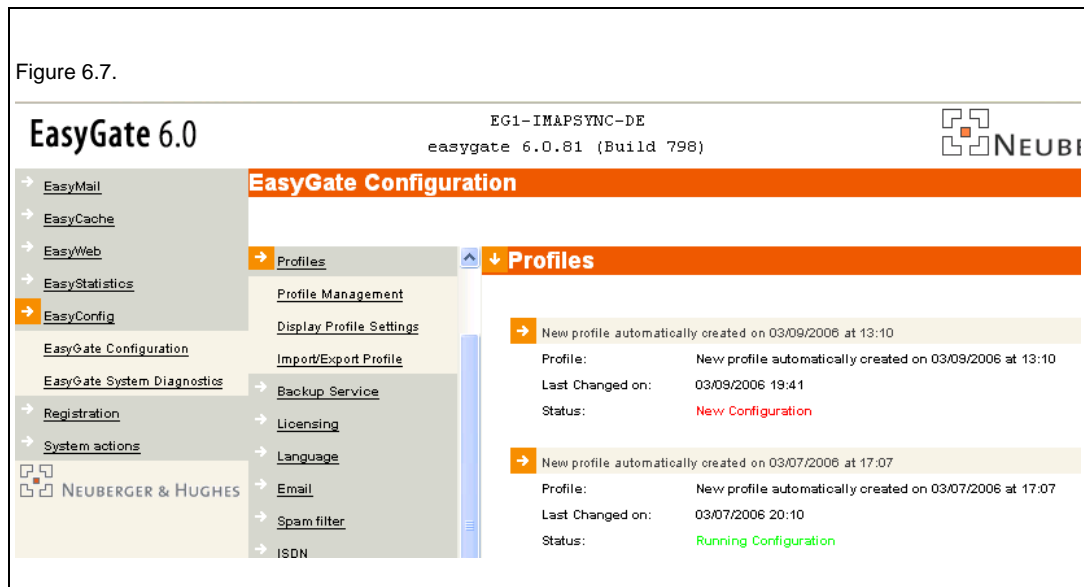 Figure 6.7.
EasyGate 6.0
EG1-IMAPSYNC-DE
easygate 6.0.81 (Build 798)
NEUBE
EasyMail
EasyCache
EasyWeb
EasyStatistics
EasyConfig
EasyGate Configuration
EasyGate System Diagnostics
Registration
System actions
NEUBERGER & HUGHES
EasyGate Configuration
Profiles
Profile Management
Display Profile Settings
Import/Export Profile
Backup Service
Licensing
Language
Email
Spam filter
ISDN
Profiles
New profile automatically created on 03/09/2006 at 13:10
Profile: New profile automatically created on 03/09/2006 at 13:10
Last Changed on: 03/09/2006 19:41
Status: New Configuration
New profile automatically created on 03/07/2006 at 17:07
Profile: New profile automatically created on 03/07/2006 at 17:07
Last Changed on: 03/07/2006 20:10
Status: Running Configuration